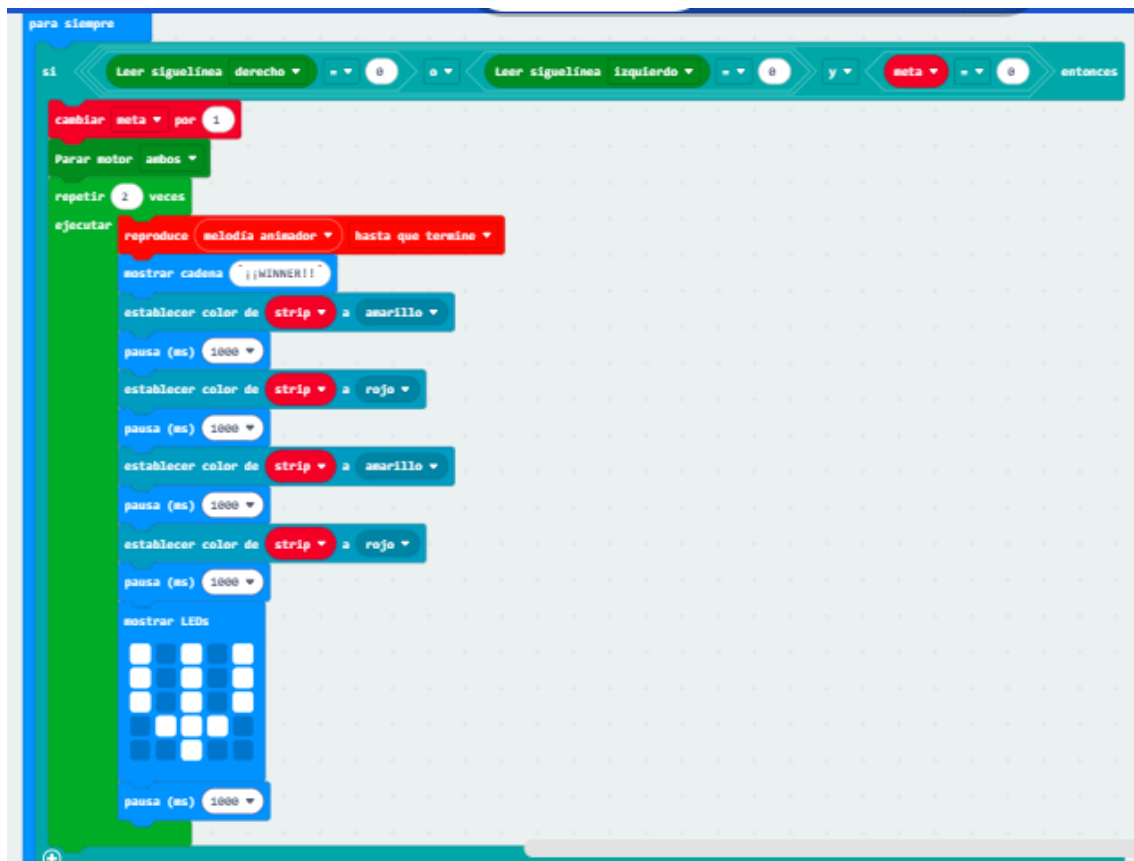 para siempre
si Leer siguelínea derecho = 0 o Leer siguelínea izquierdo = 0 y meta = 0 entonces
cambiar meta por 1
Parar motor ambos
repetir 2 veces
ejecutar
reproduce melodía animador hasta que termine
mostrar cadena "¡¡WINNER!!"
establecer color de strip a amarillo
pausa (ms) 1000
establecer color de strip a rojo
pausa (ms) 1000
establecer color de strip a amarillo
pausa (ms) 1000
establecer color de strip a rojo
pausa (ms) 1000
mostrar LEDs
pausa (ms) 1000